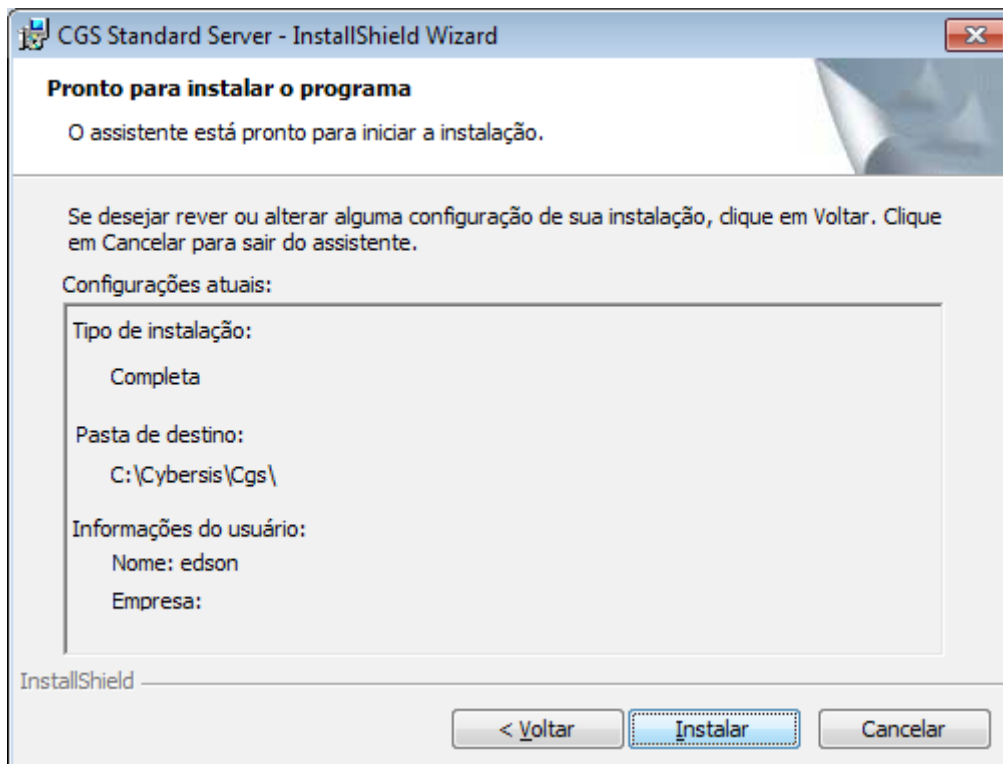 CGS Standard Server - InstallShield Wizard
Pronto para instalar o programa
O assistente está pronto para iniciar a instalação.
Se desejar rever ou alterar alguma configuração de sua instalação, clique em Voltar. Clique
em Cancelar para sair do assistente.
Configurações atuais:
Tipo de instalação:
Completa
Pasta de destino:
C:\Cybersis\Cgs\
Informações do usuário:
Nome: edson
Empresa:
InstallShield
< Voltar
Instalar
Cancelar